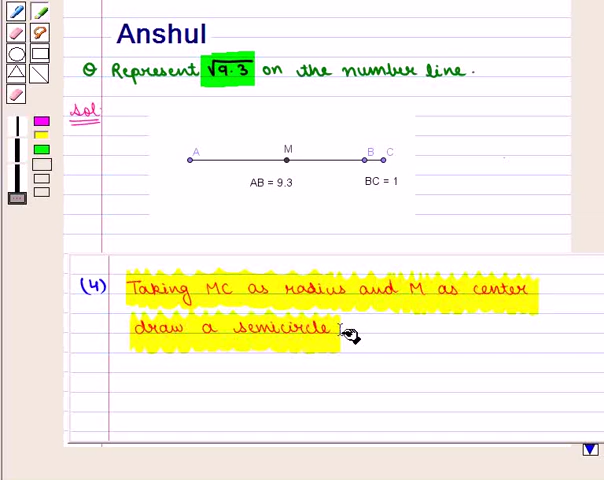 Anshul
Q Represent √9.3 on the number line.
Sol.
A M B C
AB = 9.3 BC = 1
(4) Taking MC as radius and M as center
draw a semicircle